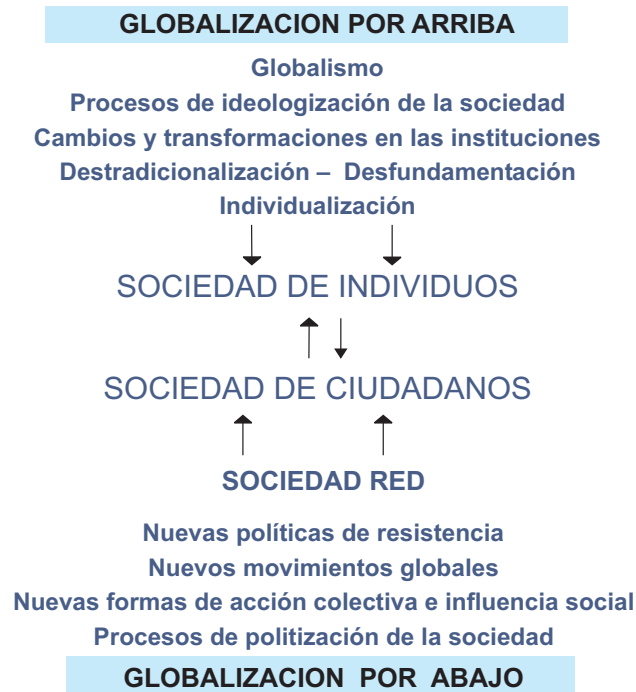 GLOBALIZACION POR ARRIBA
Globalismo
Procesos de ideologización de la sociedad
Cambios y transformaciones en las instituciones
Destradicionalización – Desfundamentación
Individualización
SOCIEDAD DE INDIVIDUOS
SOCIEDAD DE CIUDADANOS
SOCIEDAD RED
Nuevas políticas de resistencia
Nuevos movimientos globales
Nuevas formas de acción colectiva e influencia social
Procesos de politización de la sociedad
GLOBALIZACION POR ABAJO